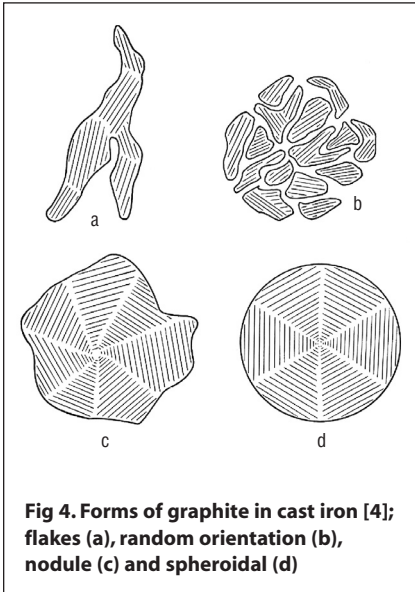 a
b
c
d
Fig 4. Forms of graphite in cast iron [4];
flakes (a), random orientation (b),
nodule (c) and spheroidal (d)